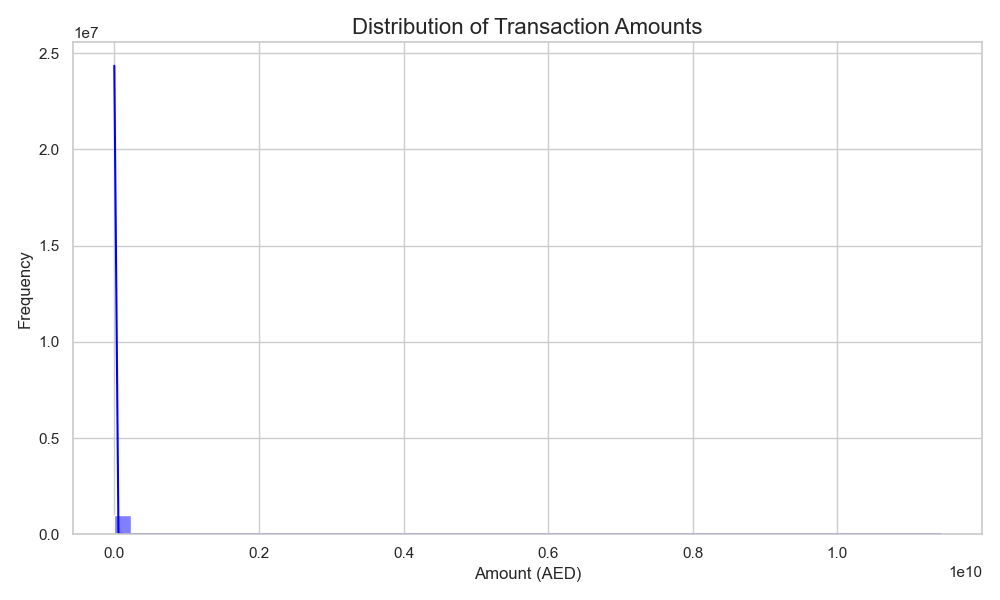 Distribution of Transaction Amounts
1e7
2.5
2.0
1.5
1.0
0.5
0.0
Frequency
0.0 0.2 0.4 0.6 0.8 1.0
1e10
Amount (AED)